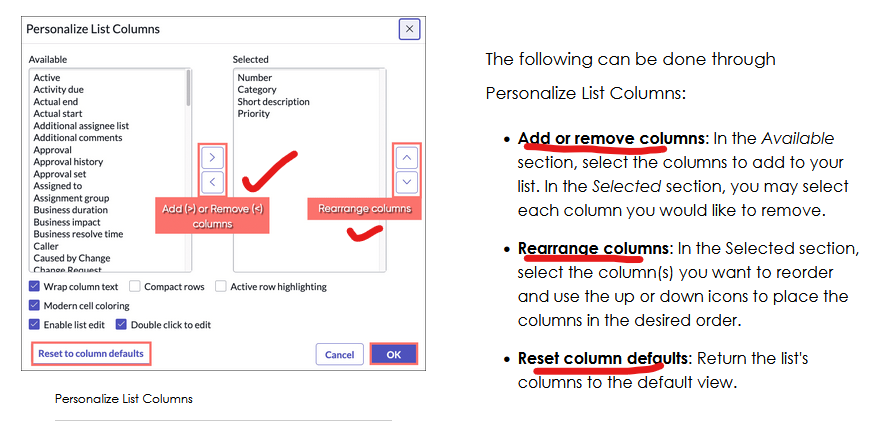 Personalize List Columns
Available
Selected
Active
Activity due
Actual end
Actual start
Additional assignee list
Additional comments
Approval
Approval history
Approval set
Assigned to
Assignment group
Business duration
Business impact
Business resolve time
Caller
Caused by Change
Change Request
Number
Category
Short description
Priority
Add (>) or Remove (<)
columns
Rearrange columns
Wrap column text
Compact rows
Active row highlighting
Modern cell coloring
Enable list edit
Double click to edit
Reset to column defaults
Cancel
OK
Personalize List Columns
The following can be done through
Personalize List Columns:
• Add or remove columns: In the Available
section, select the columns to add to your
list. In the Selected section, you may select
each column you would like to remove.
• Rearrange columns: In the Selected section,
select the column(s) you want to reorder
and use the up or down icons to place the
columns in the desired order.
• Reset column defaults: Return the list's
columns to the default view.